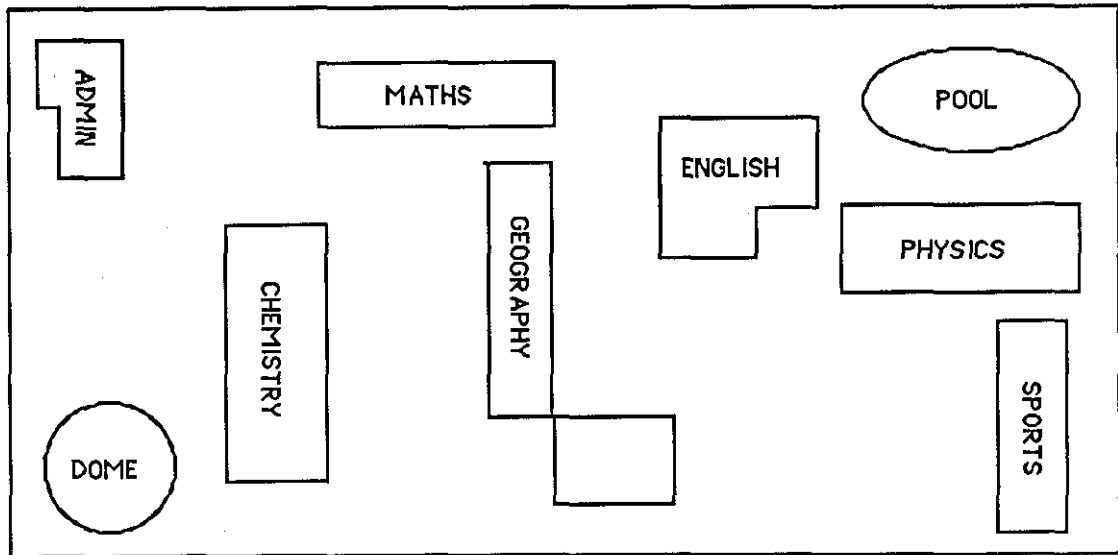 ADMIN
MATHS
POOL
ENGLISH
GEOGRAPHY
PHYSICS
CHEMISTRY
SPORTS
DOME